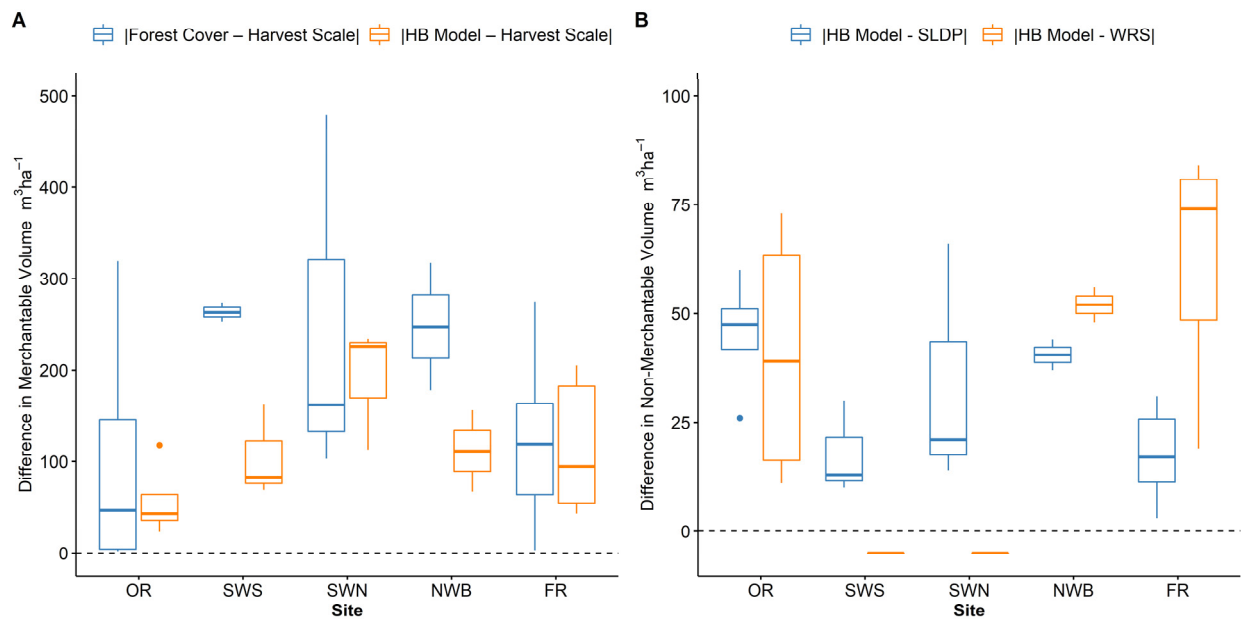 A
|Forest Cover – Harvest Scale| |HB Model – Harvest Scale|
Difference in Merchantable Volume m³ha⁻¹
500
400
300
200
100
0
OR SWS SWN NWB FR
Site
B
|HB Model - SLDP| |HB Model - WRS|
Difference in Non-Merchantable Volume m³ha⁻¹
100
75
50
25
0
OR SWS SWN NWB FR
Site